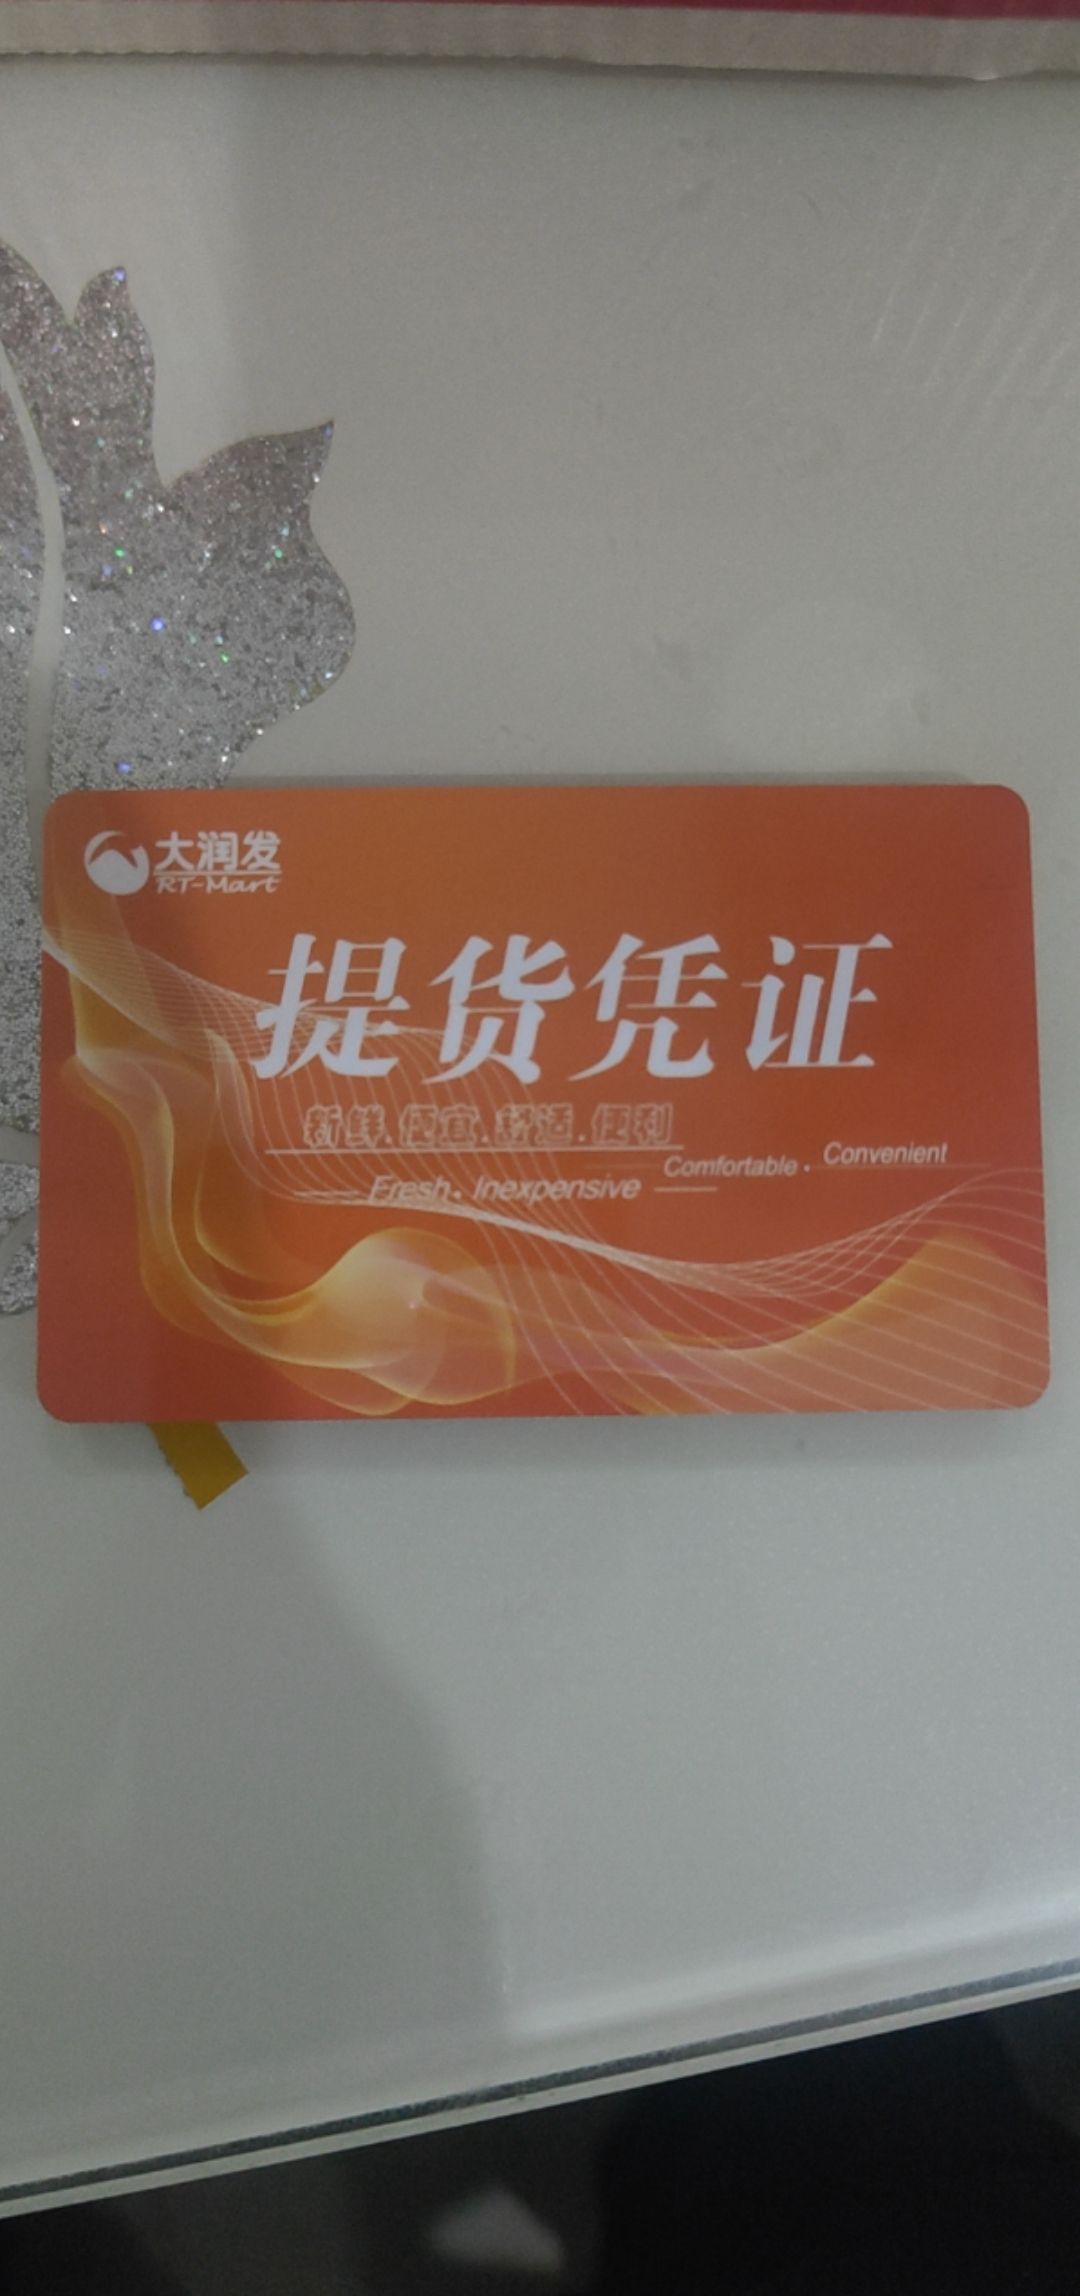 大润发
RT-Mart
提货凭证
新鲜.便宜.舒适.便利
Fresh. Inexpensive Comfortable. Convenient